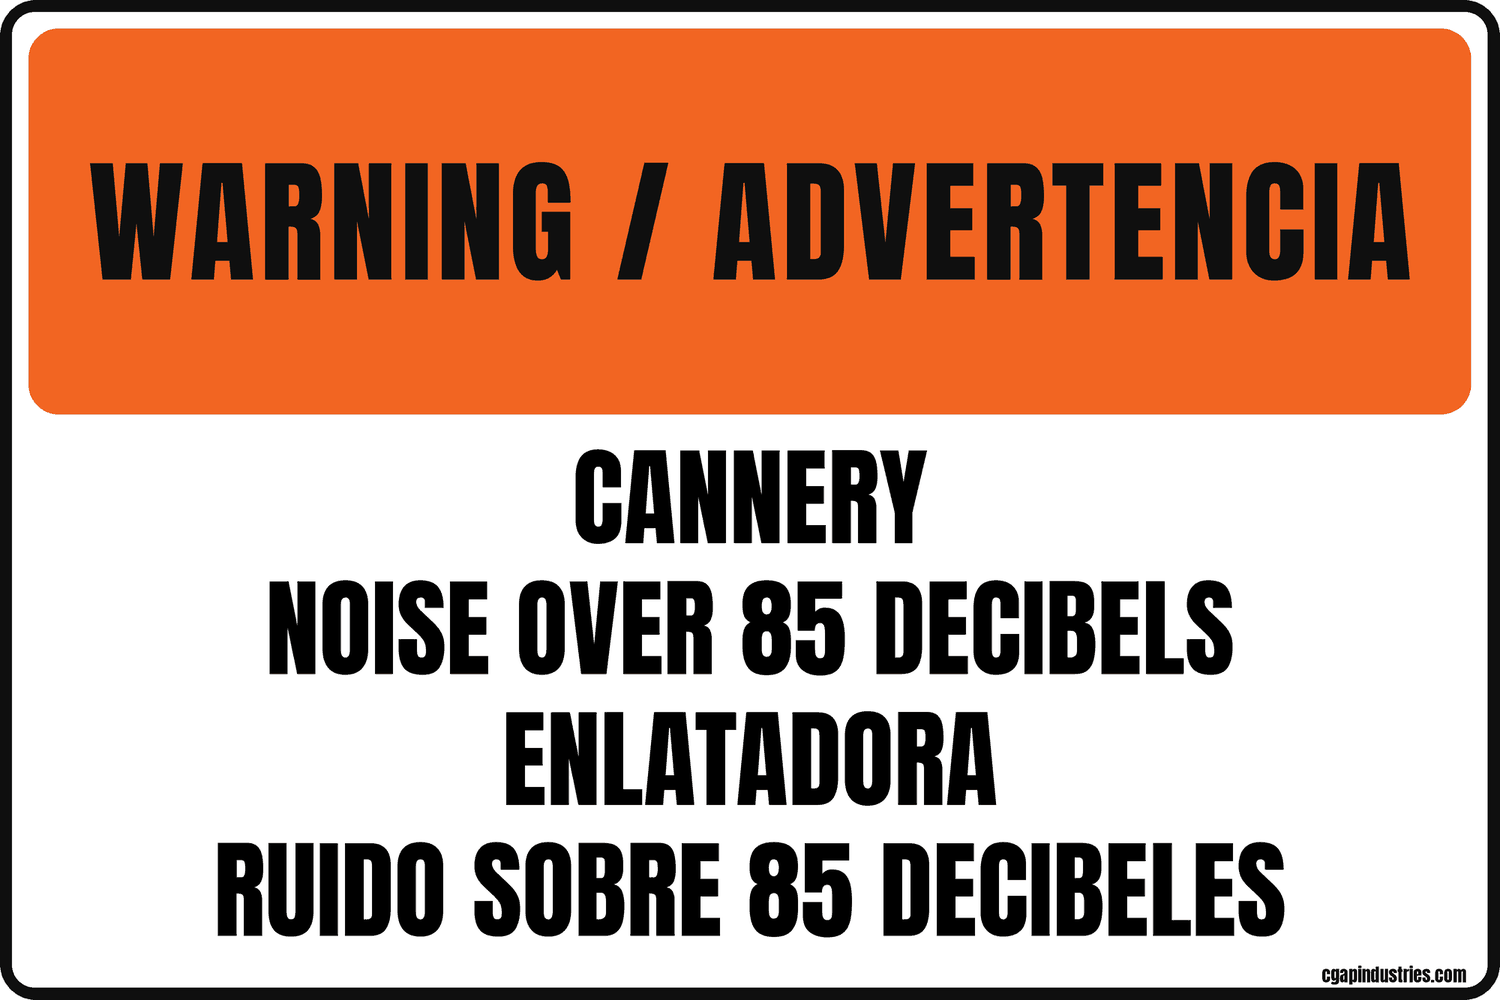 WARNING / ADVERTENCIA
CANNERY
NOISE OVER 85 DECIBELS
ENLATADORA
RUIDO SOBRE 85 DECIBELES
cgapindustries.com